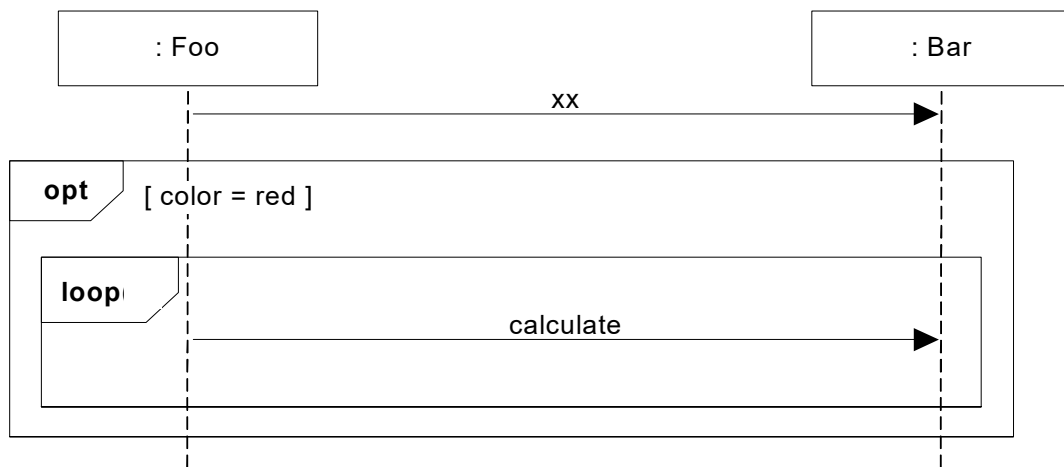 : Foo
: Bar
xx
opt
[ color = red ]
loop
calculate